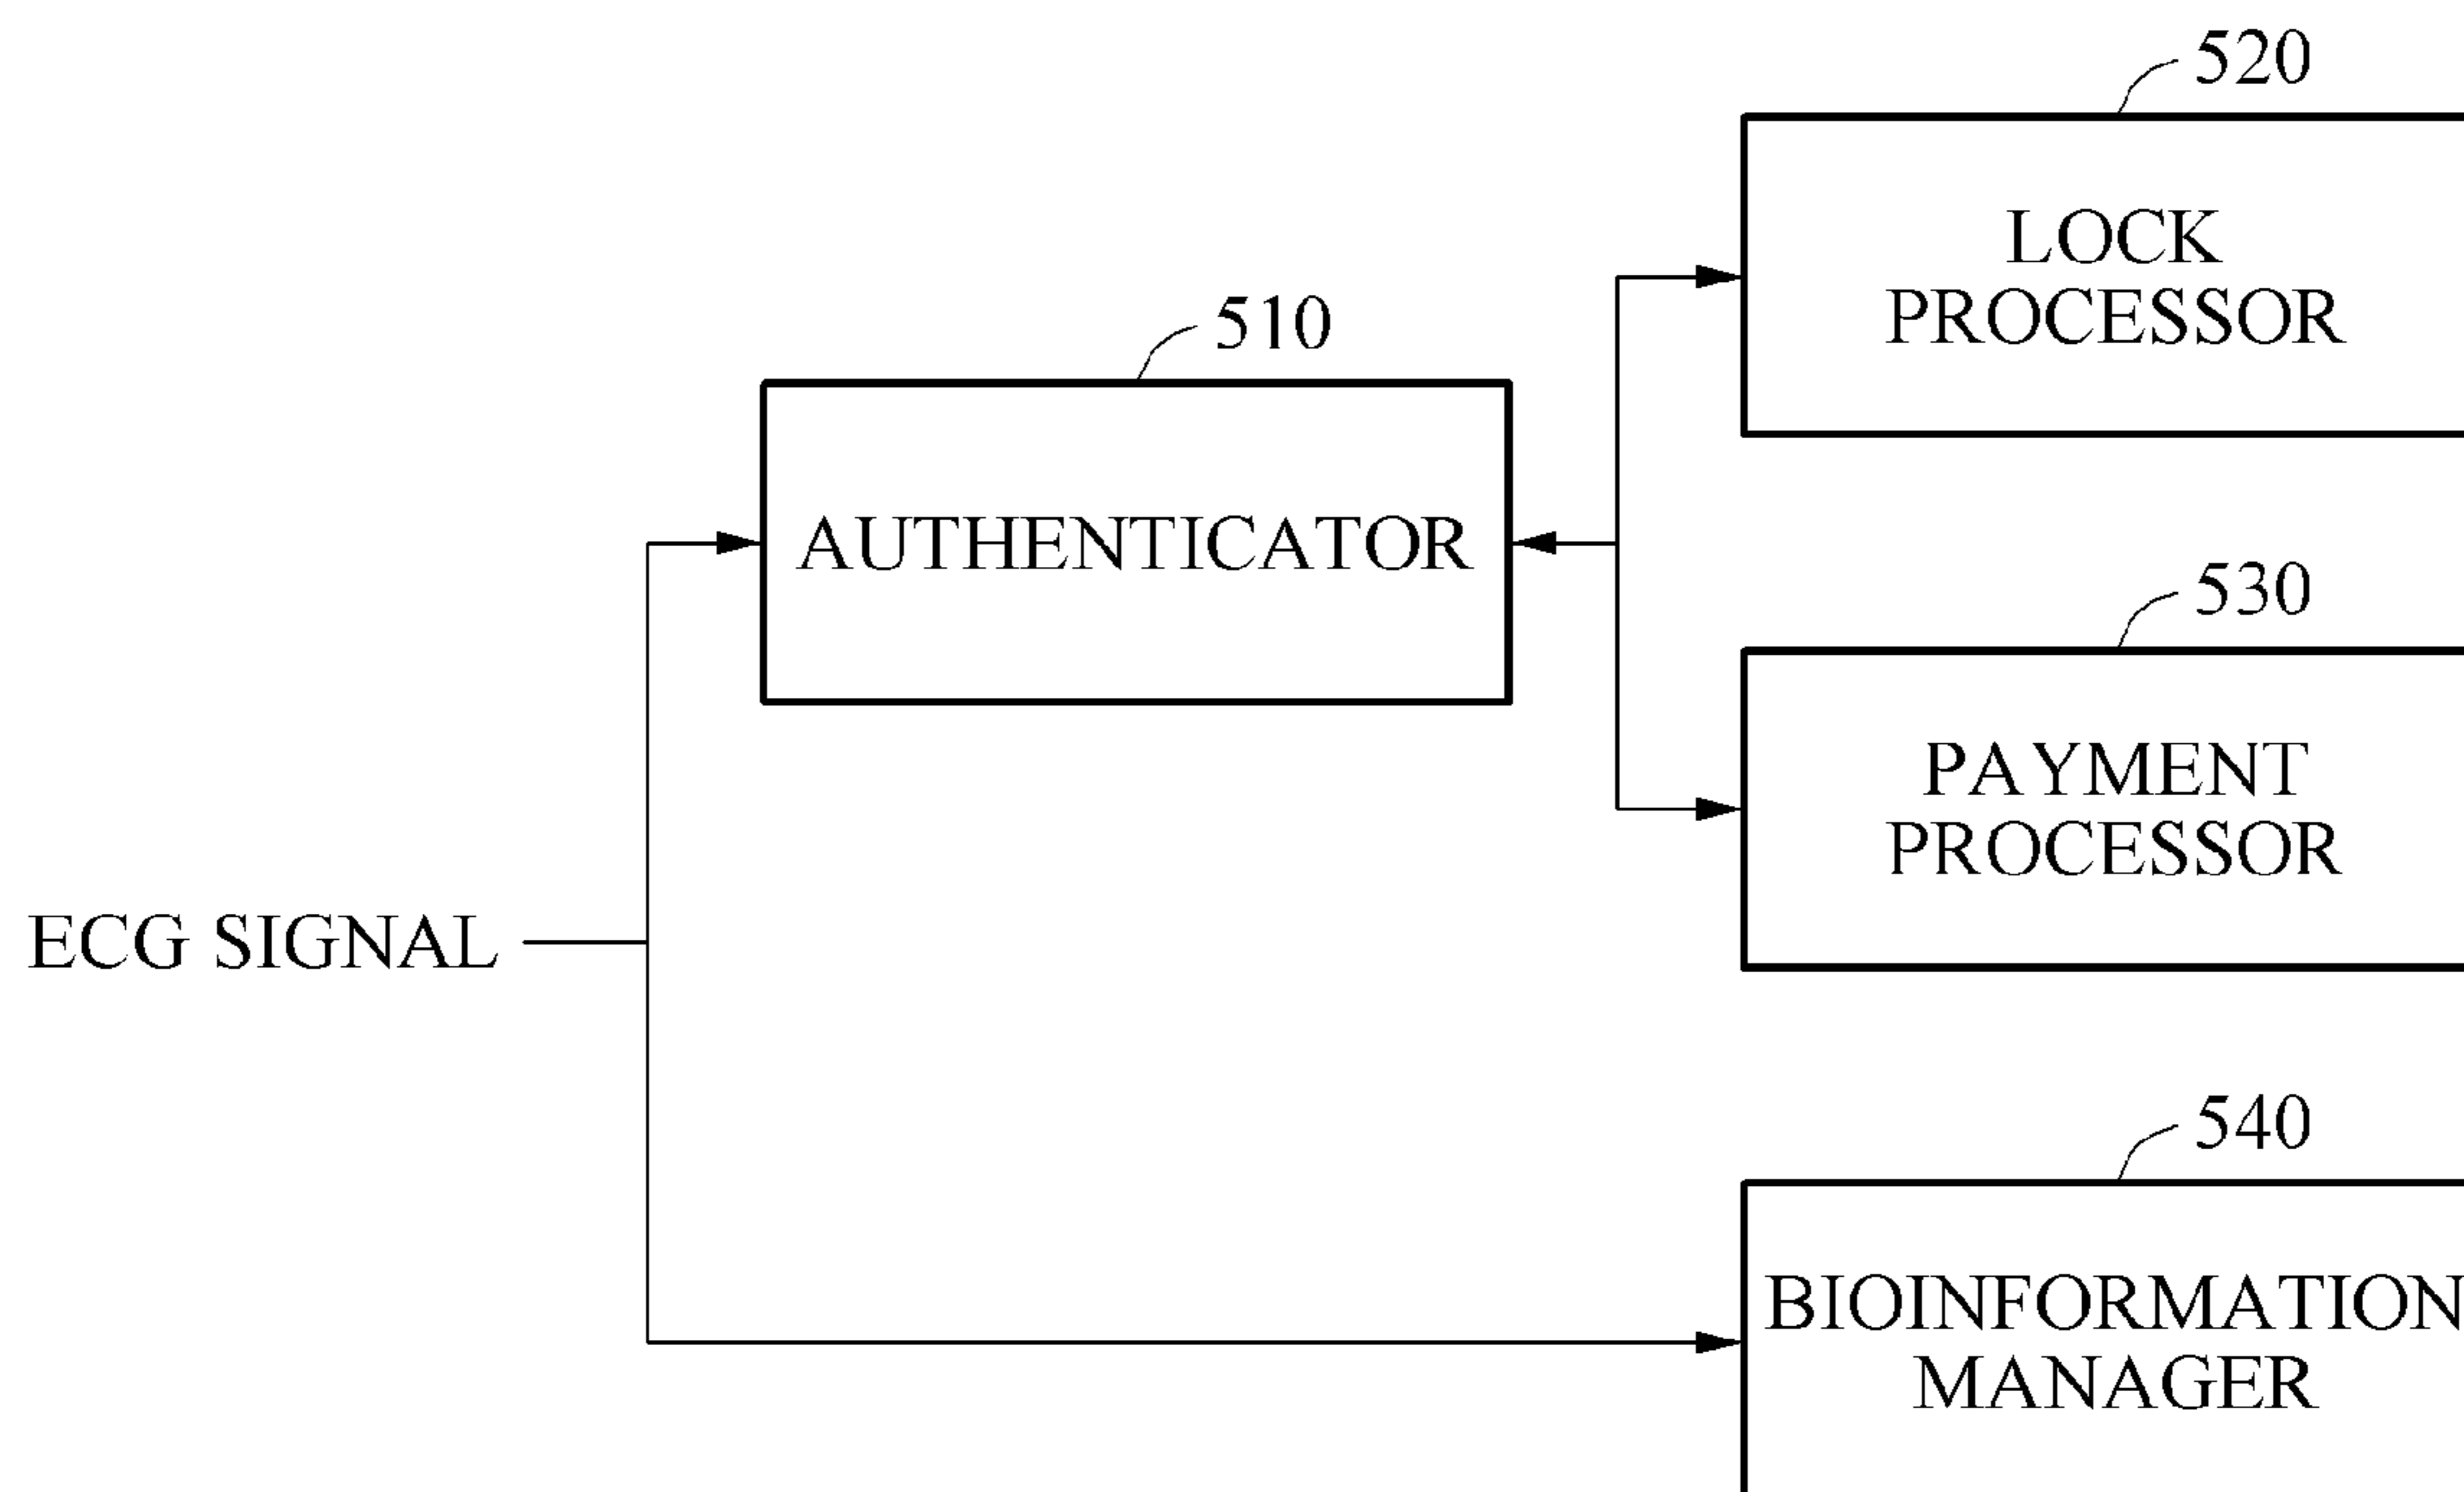 520
LOCK
PROCESSOR
510
AUTHENTICATOR
530
PAYMENT
PROCESSOR
ECG SIGNAL
540
BIOINFORMATION
MANAGER